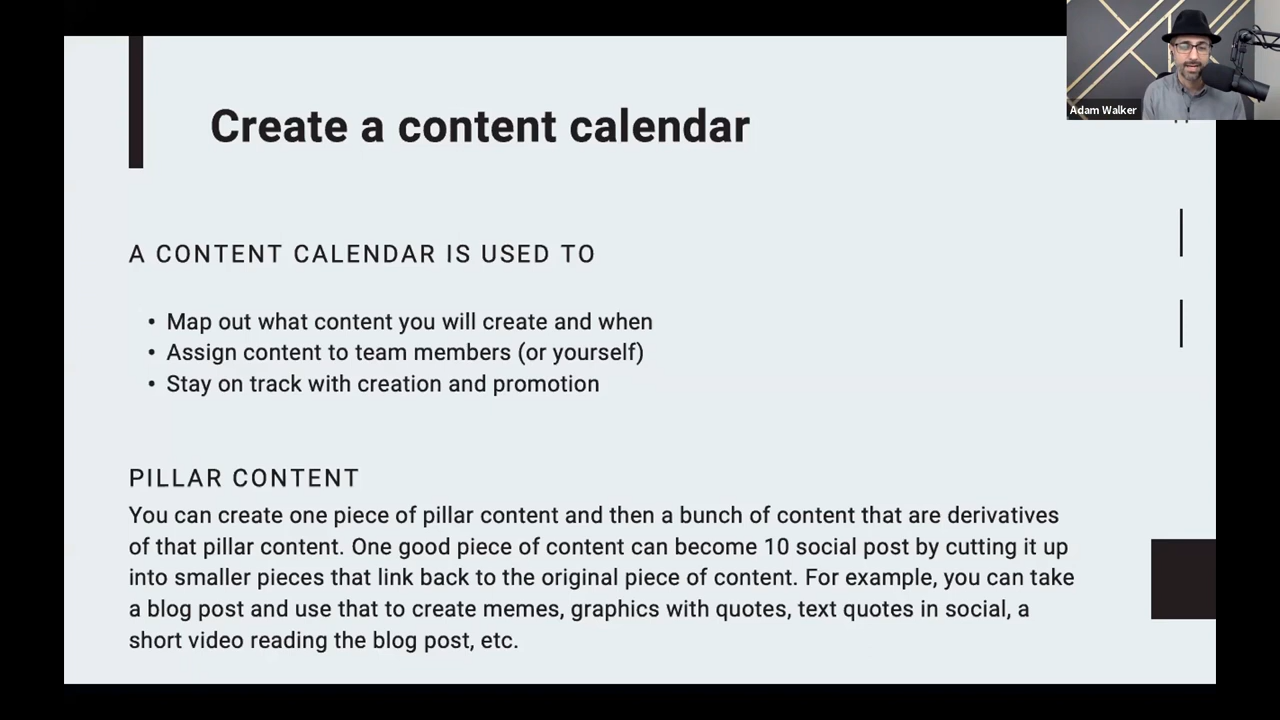 Adam Walker
Create a content calendar
A CONTENT CALENDAR IS USED TO
• Map out what content you will create and when
• Assign content to team members (or yourself)
• Stay on track with creation and promotion
PILLAR CONTENT
You can create one piece of pillar content and then a bunch of content that are derivatives
of that pillar content. One good piece of content can become 10 social post by cutting it up
into smaller pieces that link back to the original piece of content. For example, you can take
a blog post and use that to create memes, graphics with quotes, text quotes in social, a
short video reading the blog post, etc.